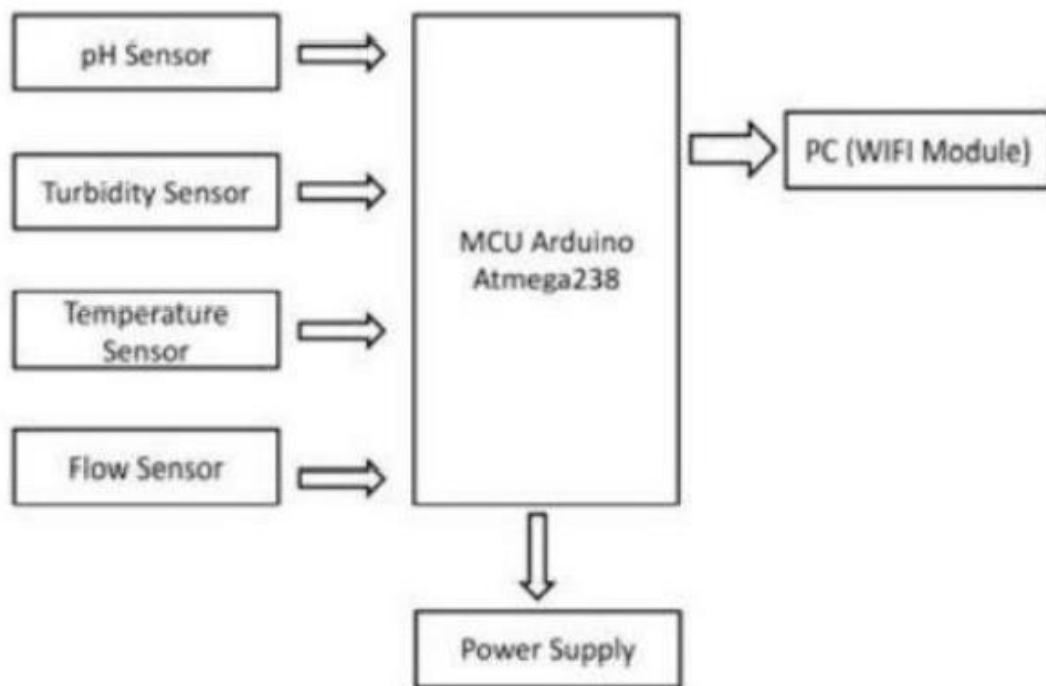 pH Sensor
Turbidity Sensor
Temperature
Sensor
Flow Sensor
MCU Arduino
Atmega238
PC (WIFI Module)
Power Supply